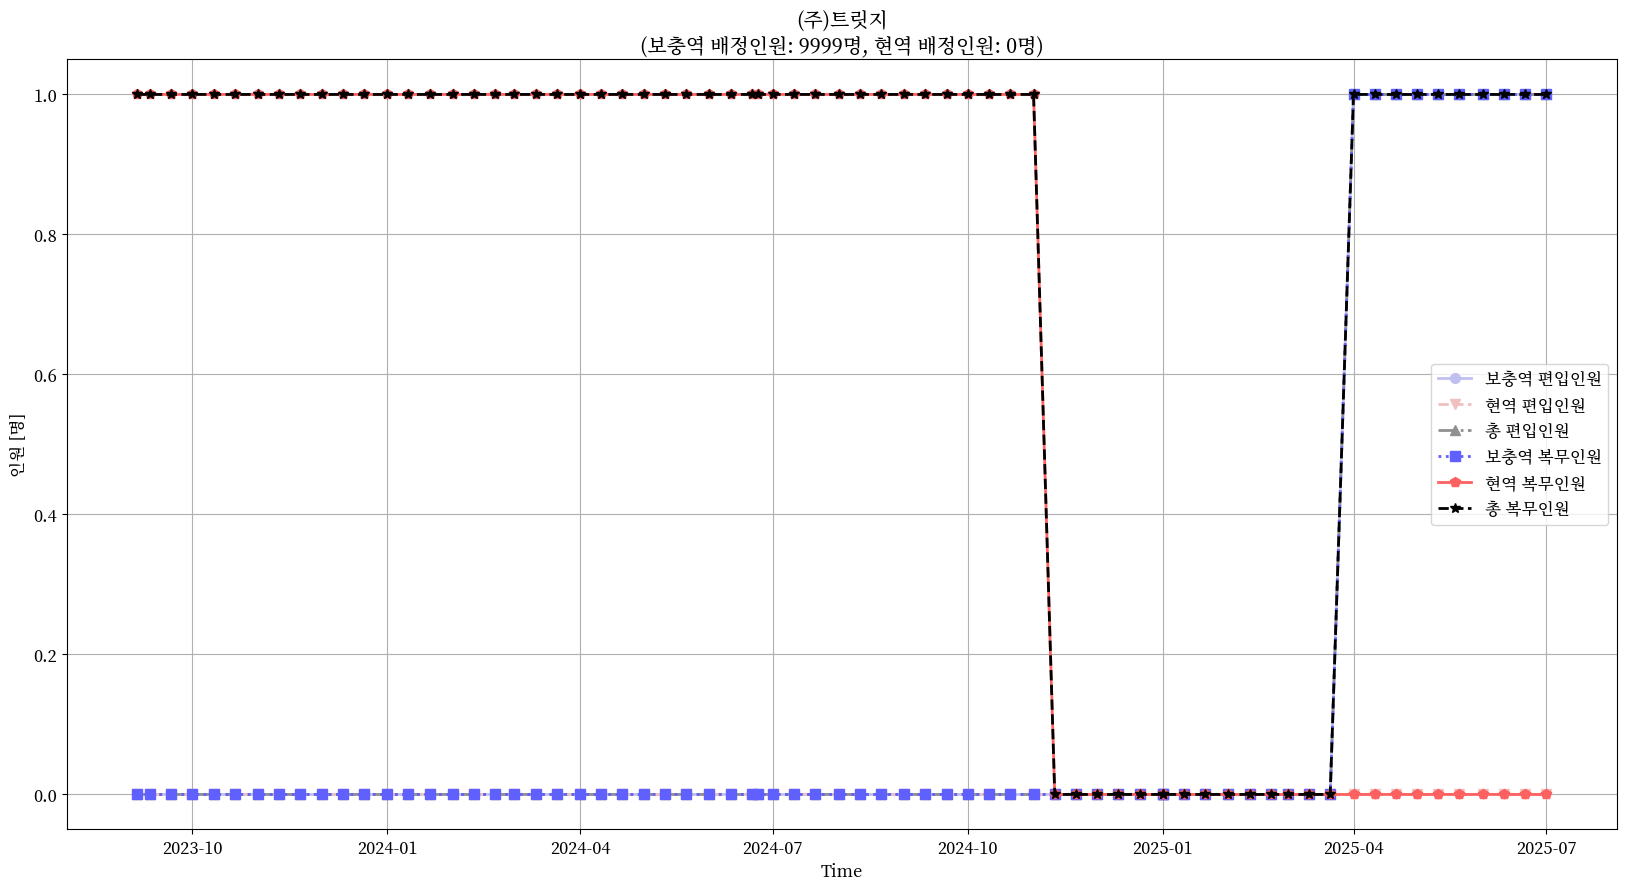 (주)트릿지
(보충역 배정인원: 9999명, 현역 배정인원: 0명)
인원 [명]
1.0
0.8
0.6
0.4
0.2
0.0
보충역 편입인원
현역 편입인원
총 편입인원
보충역 복무인원
현역 복무인원
총 복무인원
2023-10
2024-01
2024-04
2024-07
2024-10
2025-01
2025-04
2025-07
Time